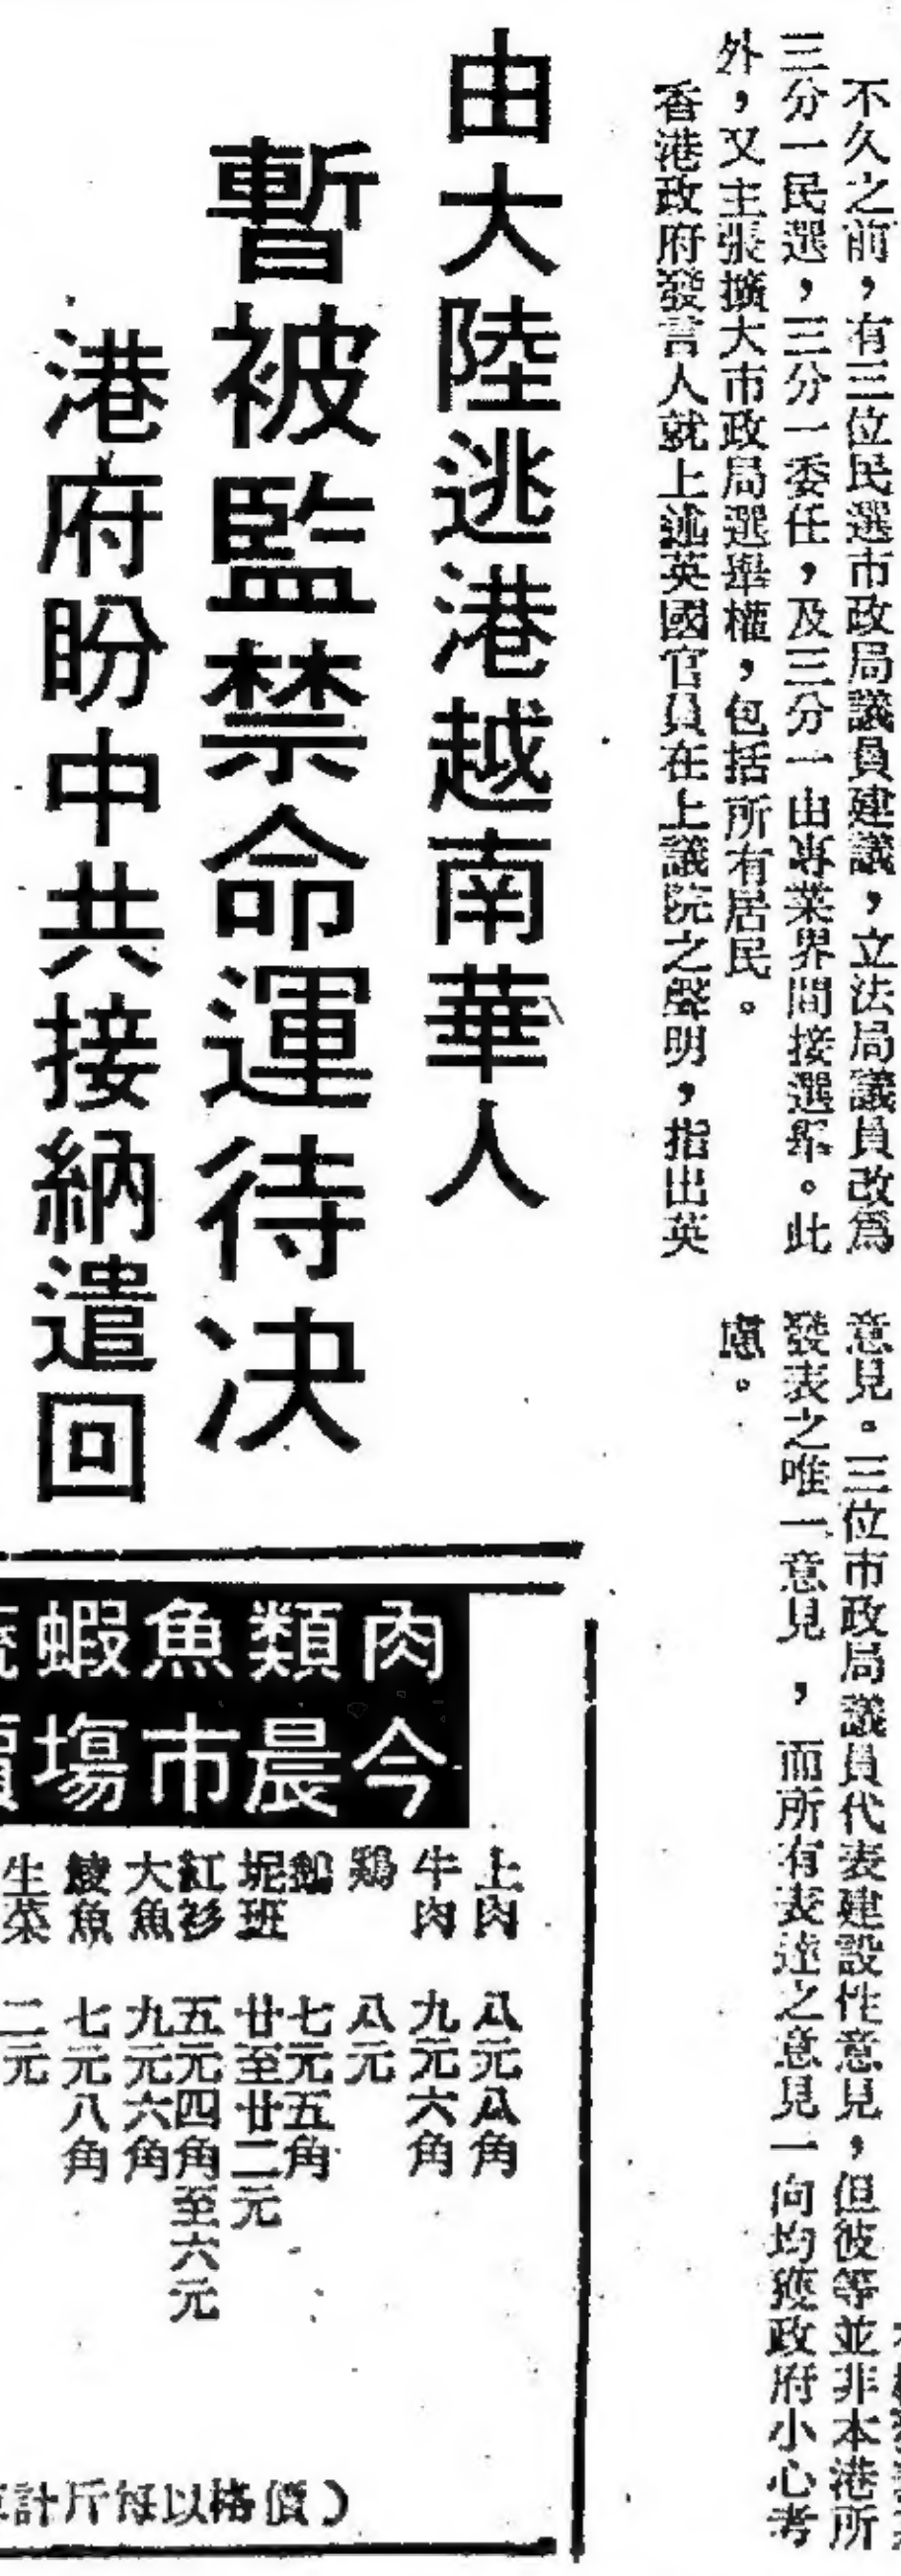 不久之前，有三位民選市政局議員建議，立法局議員改為
三分一民選，三分一委任，及三分一由專業界間接選舉。此
外，又主張擴大市政局選舉權，包括所有居民。
香港政府發言人就上述英國官員在上議院之聲明，指出英
意見。三位市政局議員代表建設性意見，但彼等並非本港所
發表之唯一意見，而所有表達之意見一向均獲政府小心考
慮。
由大陸逃港越南華人
暫被監禁命運待决
港府盼中共接納遣回
肉類魚蝦
今晨市塲
上肉 八元八角
牛肉 九元六角
鷄 八元
七元五角
坭班 廿至廿二元
紅衫 五元四角至六元
大魚 九元六角
鯪魚 七元八角
生菜 二元
（價格以每斤計